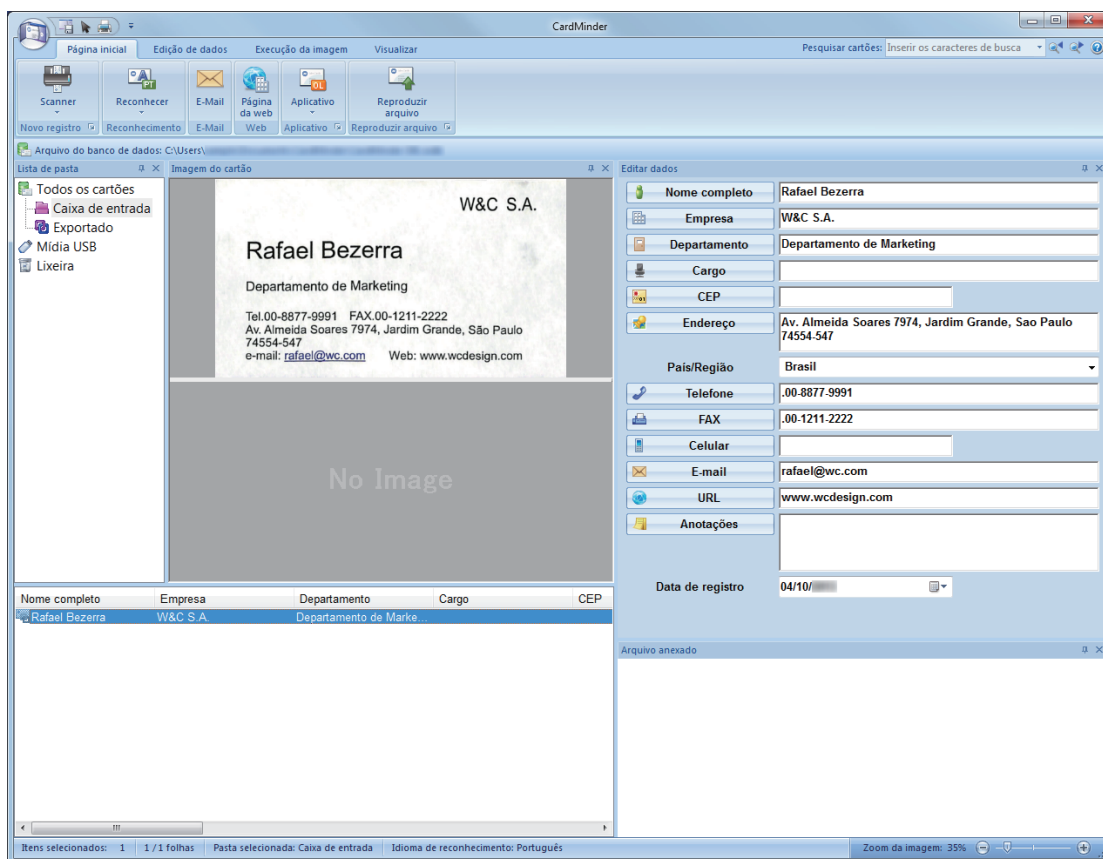 CardMinder
Página inicial Edição de dados Execução da imagem Visualizar
Pesquisar cartões: Inserir os caracteres de busca
Scanner Reconhecer E-Mail Página da web Aplicativo Reproduzir arquivo
PT OL
Novo registro Reconhecimento E-Mail Web Aplicativo Reproduzir arquivo
Arquivo do banco de dados: C:\Users\
Lista de pasta
Todos os cartões
Caixa de entrada
Exportado
Mídia USB
Lixeira
Imagem do cartão
W&C S.A.
Rafael Bezerra
Departamento de Marketing
Tel.00-8877-9991 FAX.00-1211-2222
Av. Almeida Soares 7974, Jardim Grande, São Paulo
74554-547
e-mail: rafael@wc.com Web: www.wcdesign.com
No Image
Editar dados
Nome completo Rafael Bezerra
Empresa W&C S.A.
Departamento Departamento de Marketing
Cargo
CEP
Endereço Av. Almeida Soares 7974, Jardim Grande, Sao Paulo
74554-547
País/Região Brasil
Telefone .00-8877-9991
FAX .00-1211-2222
Celular
E-mail rafael@wc.com
URL www.wcdesign.com
Anotações
Data de registro 04/10/
Nome completo Empresa Departamento Cargo CEP
Rafael Bezerra W&C S.A. Departamento de Marke...
Arquivo anexado
Itens selecionados: 1 1 / 1 folhas Pasta selecionada: Caixa de entrada Idioma de reconhecimento: Português
Zoom da imagem: 35%